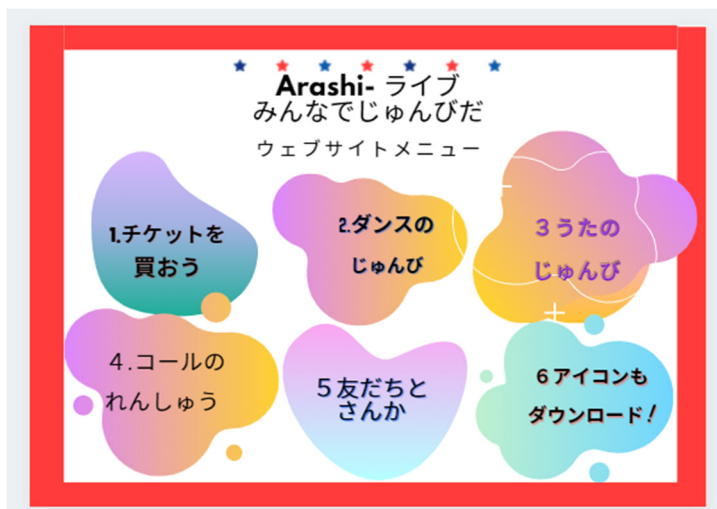 Arashi- ライブ
みんなでじゅんびだ
ウェブサイトメニュー
1.チケットを
買おう
2.ダンスの
じゅんび
３うたの
じゅんび
４.コールの
れんしゅう
５友だちと
さんか
６アイコンも
ダウンロード！